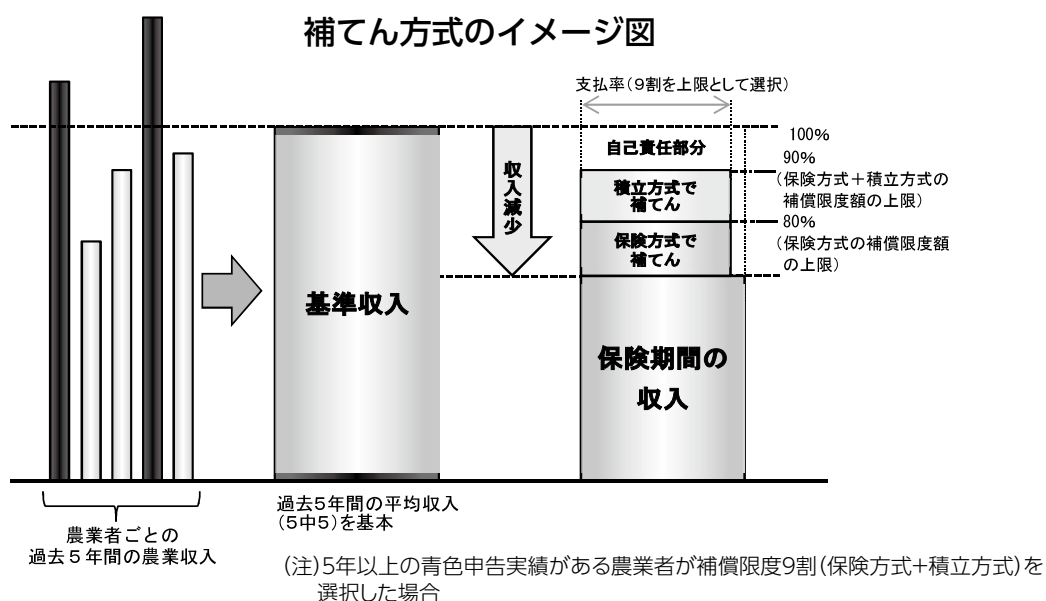 補てん方式のイメージ図
支払率(9割を上限として選択)
100%
自己責任部分
90%
(保険方式+積立方式の
補償限度額の上限)
積立方式で
補てん
80%
(保険方式の補償限度額
の上限)
保険方式で
補てん
収入減少
基準収入
保険期間の
収入
農業者ごとの
過去5年間の農業収入
過去5年間の平均収入
(5中5)を基本
(注)5年以上の青色申告実績がある農業者が補償限度9割(保険方式+積立方式)を
選択した場合